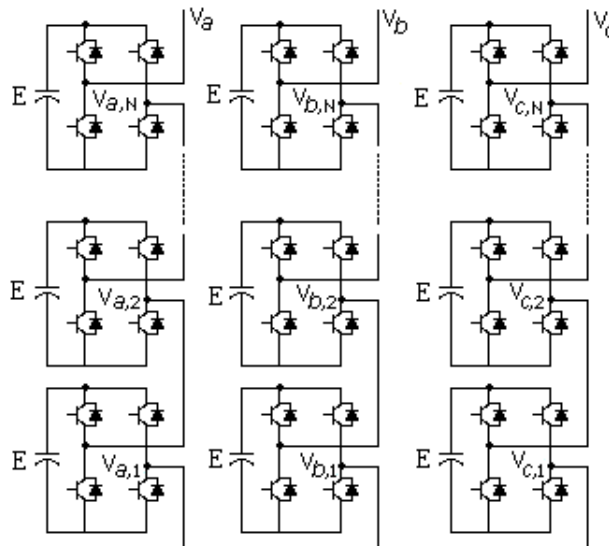 Va Vb Vc
E Va,N E Vb,N E Vc,N
E Va,2 E Vb,2 E Vc,2
E Va,1 E Vb,1 E Vc,1